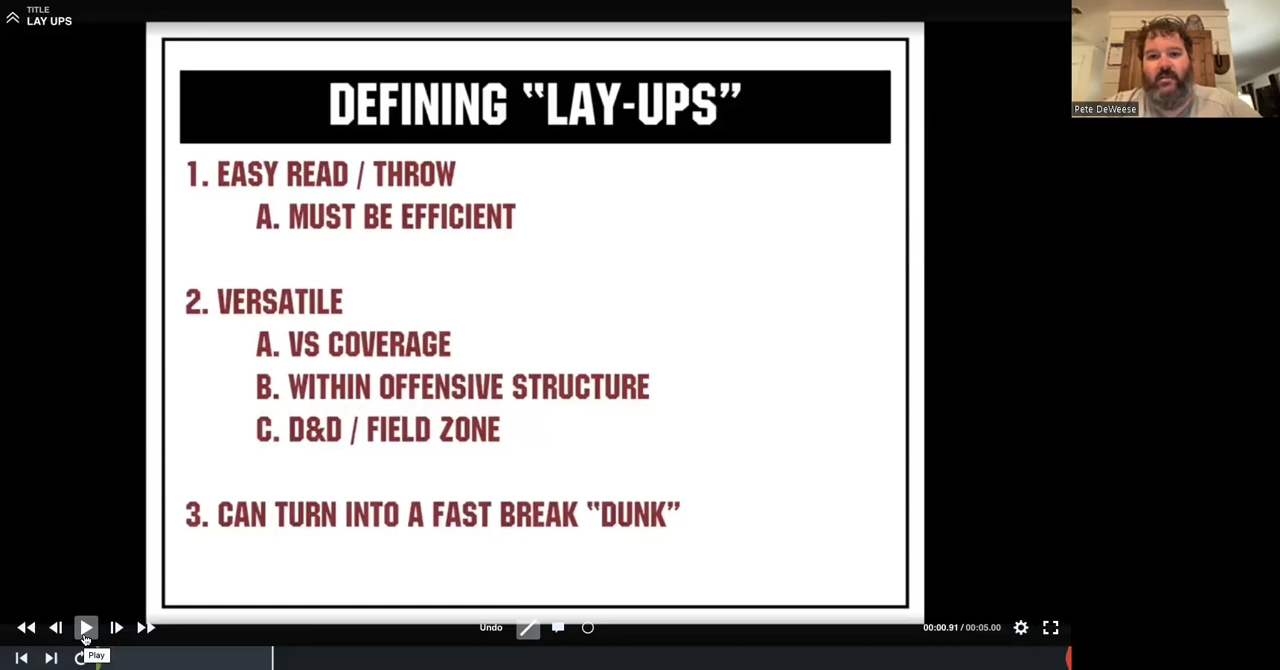 TITLE
LAY UPS
Pete DeWeese
DEFINING “LAY-UPS”
1. EASY READ / THROW
A. MUST BE EFFICIENT
2. VERSATILE
A. VS COVERAGE
B. WITHIN OFFENSIVE STRUCTURE
C. D&D / FIELD ZONE
3. CAN TURN INTO A FAST BREAK “DUNK”
Undo
00:00.91 / 00:05.00
Play